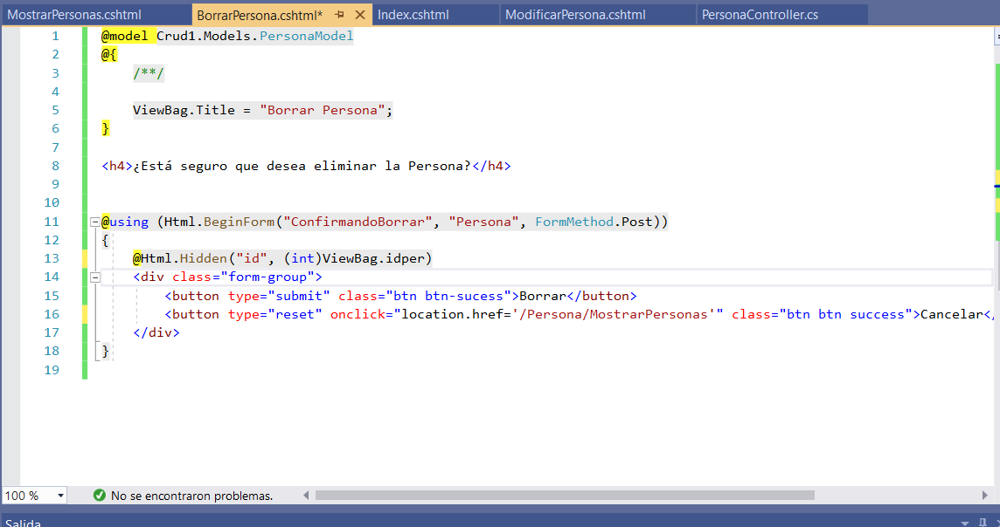 MostrarPersonas.cshtml BorrarPersona.cshtml* Index.cshtml ModificarPersona.cshtml PersonaController.cs
1 @model Crud1.Models.PersonaModel
2 @{
3 /**/
4
5 ViewBag.Title = "Borrar Persona";
6 }
7
8 <h4>¿Está seguro que desea eliminar la Persona?</h4>
9
10
11 @using (Html.BeginForm("ConfirmandoBorrar", "Persona", FormMethod.Post))
12 {
13 @Html.Hidden("id", (int)ViewBag.idper)
14 <div class="form-group">
15 <button type="submit" class="btn btn-sucess">Borrar</button>
16 <button type="reset" onclick="location.href='/Persona/MostrarPersonas'" class="btn btn success">Cancelar</
17 </div>
18 }
19
100 % No se encontraron problemas.
Salida